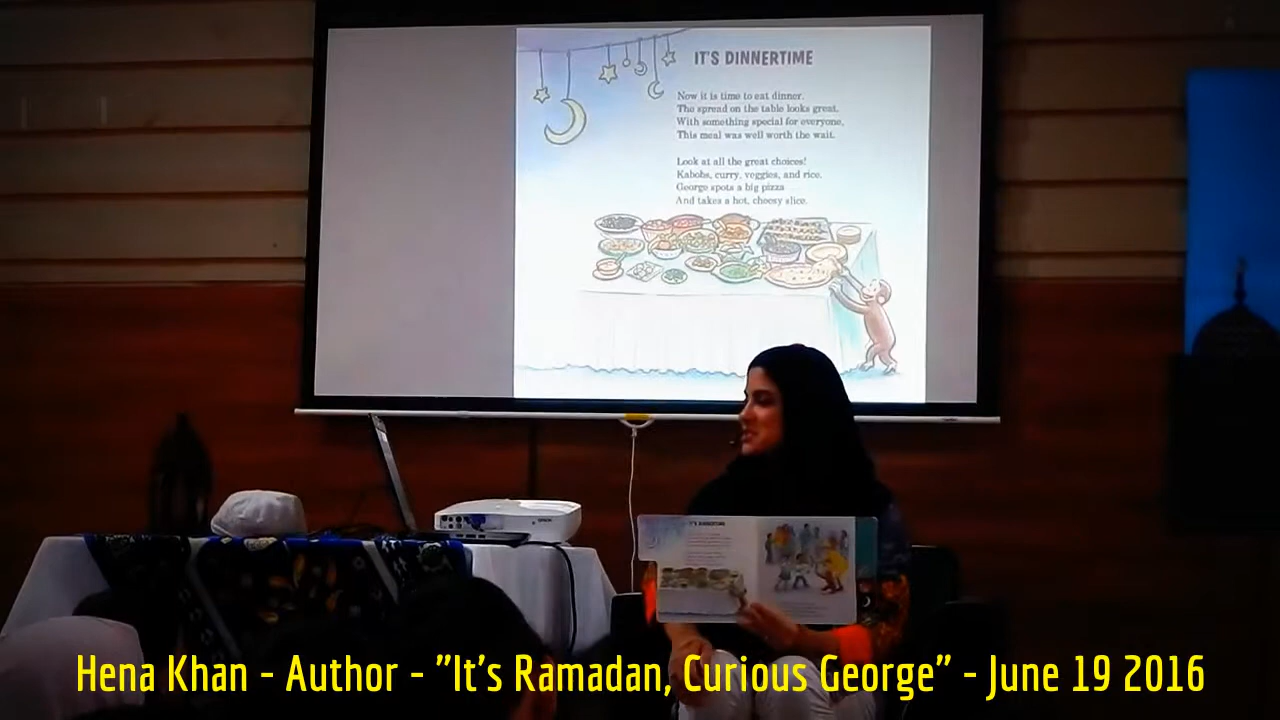 IT'S DINNERTIME
Now it is time to eat dinner.
The spread on the table looks great.
With something special for everyone,
This meal was well worth the wait.
Look at all the great choices!
Kabobs, curry, veggies, and rice.
George spots a big pizza
And takes a hot, cheesy slice.
EPSON
IT'S DINNERTIME
Hena Khan - Author - "It's Ramadan, Curious George" - June 19 2016